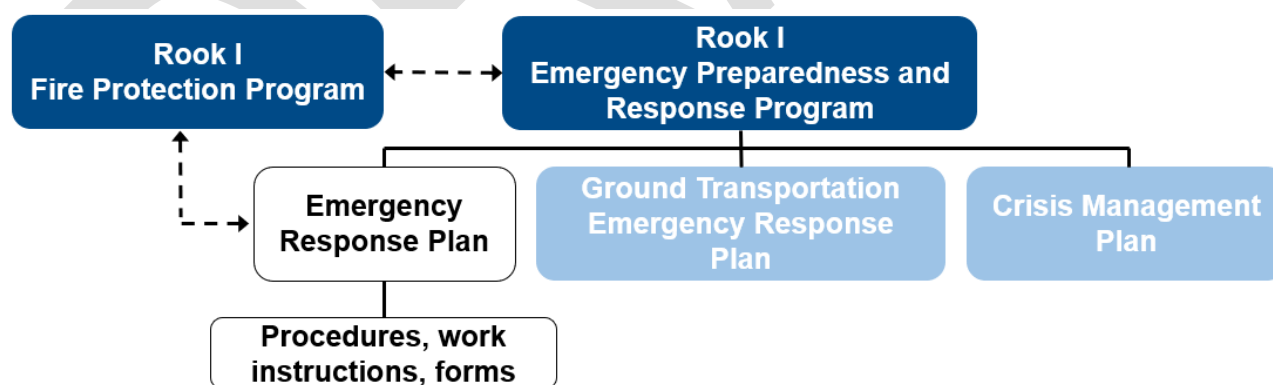 Rook I
Fire Protection Program
Rook I
Emergency Preparedness and
Response Program
Emergency
Response Plan
Ground Transportation
Emergency Response
Plan
Crisis Management
Plan
Procedures, work
instructions, forms